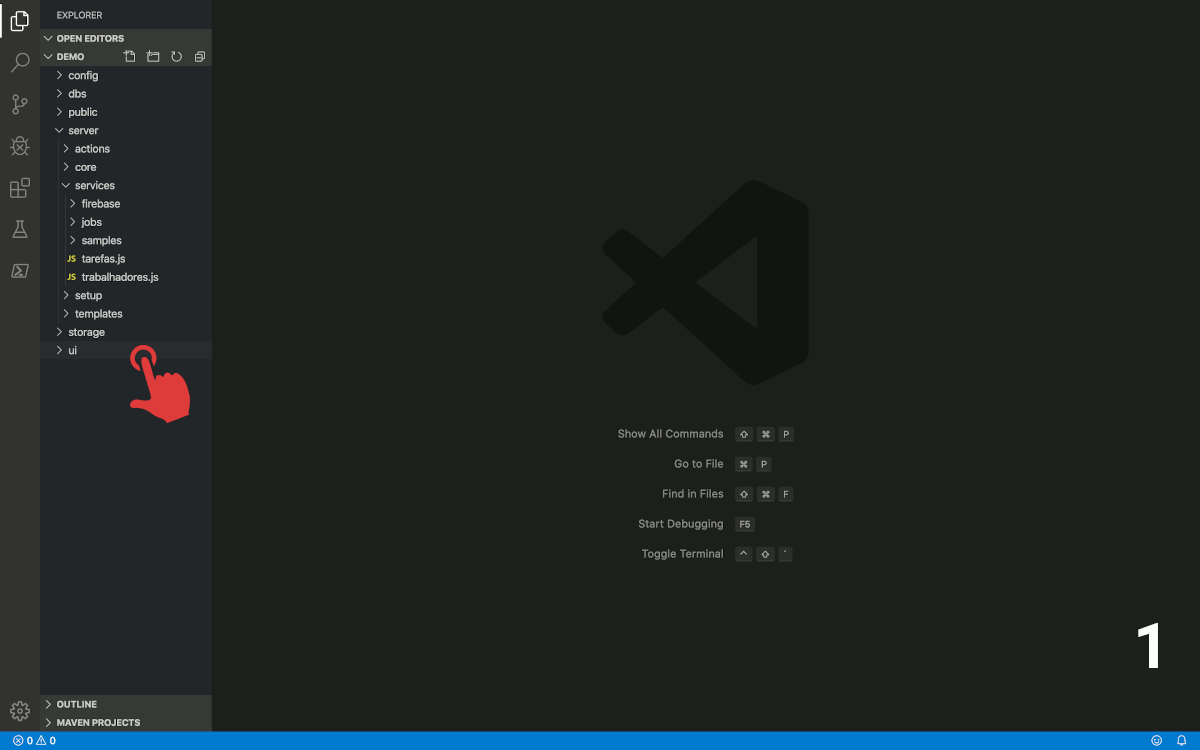 EXPLORER
OPEN EDITORS
DEMO
config
dbs
public
server
actions
core
services
firebase
jobs
samples
JS tarefas.js
JS trabalhadores.js
setup
templates
storage
ui
Show All Commands ⇧ ⌘ P
Go to File ⌘ P
Find in Files ⇧ ⌘ F
Start Debugging F5
Toggle Terminal ^ ⇧ `
1
OUTLINE
MAVEN PROJECTS
0 0